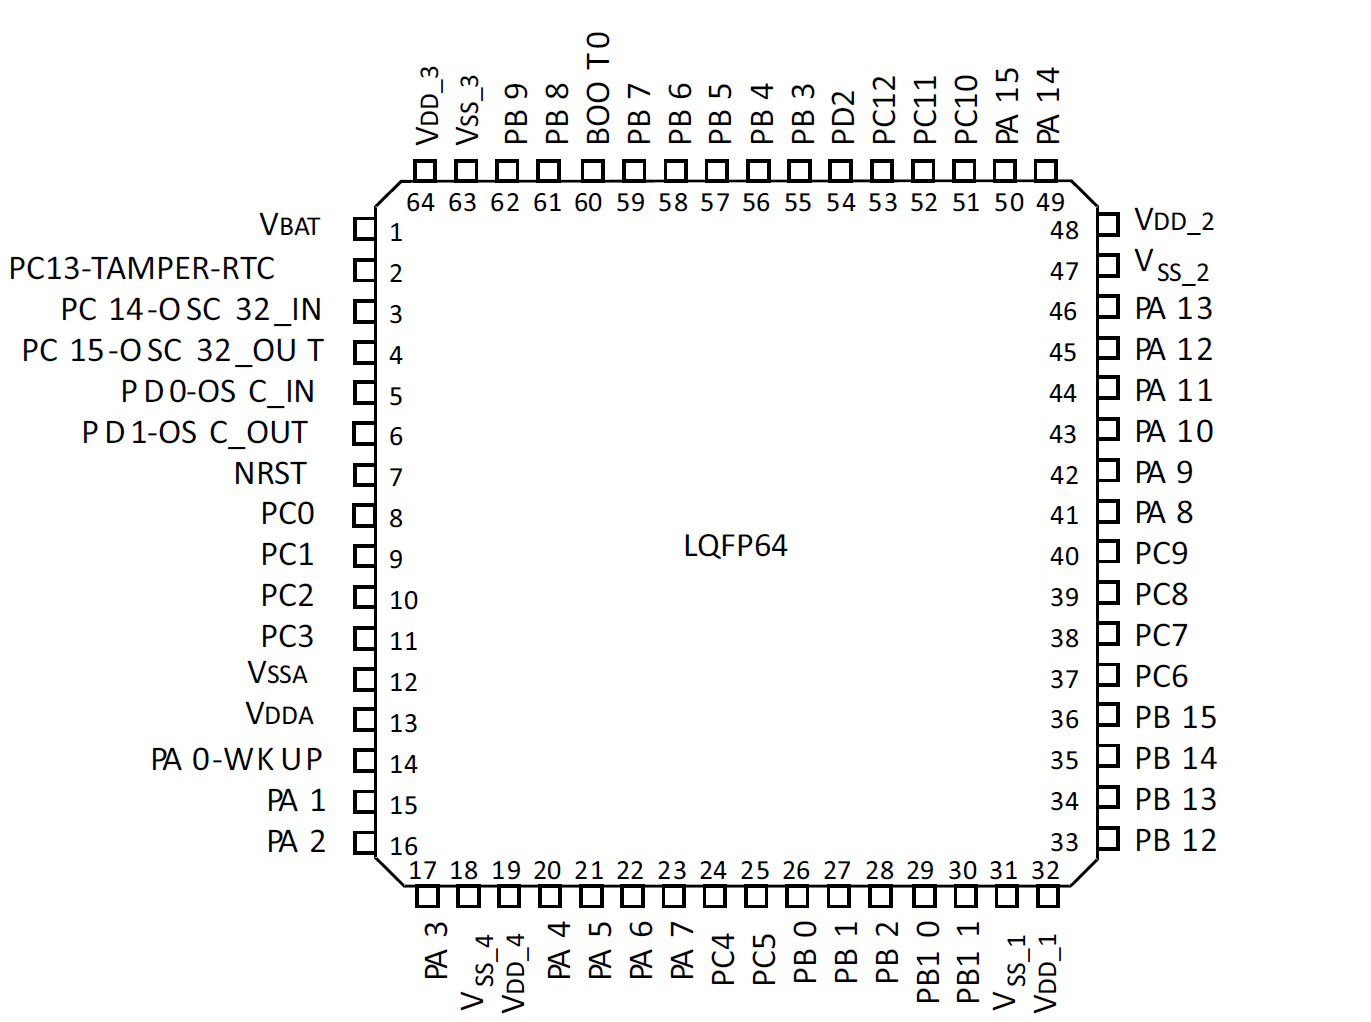 VDD_3
VSS_3
PB 9
PB 8
BOO T0
PB 7
PB 6
PB 5
PB 4
PB 3
PD2
PC12
PC11
PC10
PA 15
PA 14
64 63 62 61 60 59 58 57 56 55 54 53 52 51 50 49
VBAT 1
PC13-TAMPER-RTC 2
PC 14-OSC 32_IN 3
PC 15-OSC 32_OU T 4
PD0-OS C_IN 5
PD1-OS C_OUT 6
NRST 7
PC0 8
PC1 9
PC2 10
PC3 11
VSSA 12
VDDA 13
PA 0-WKUP 14
PA 1 15
PA 2 16
LQFP64
48 VDD_2
47 VSS_2
46 PA 13
45 PA 12
44 PA 11
43 PA 10
42 PA 9
41 PA 8
40 PC9
39 PC8
38 PC7
37 PC6
36 PB 15
35 PB 14
34 PB 13
33 PB 12
17 18 19 20 21 22 23 24 25 26 27 28 29 30 31 32
PA 3
VSS_4
VDD_4
PA 4
PA 5
PA 6
PA 7
PC4
PC5
PB 0
PB 1
PB 2
PB1 0
PB1 1
VSS_1
VDD_1